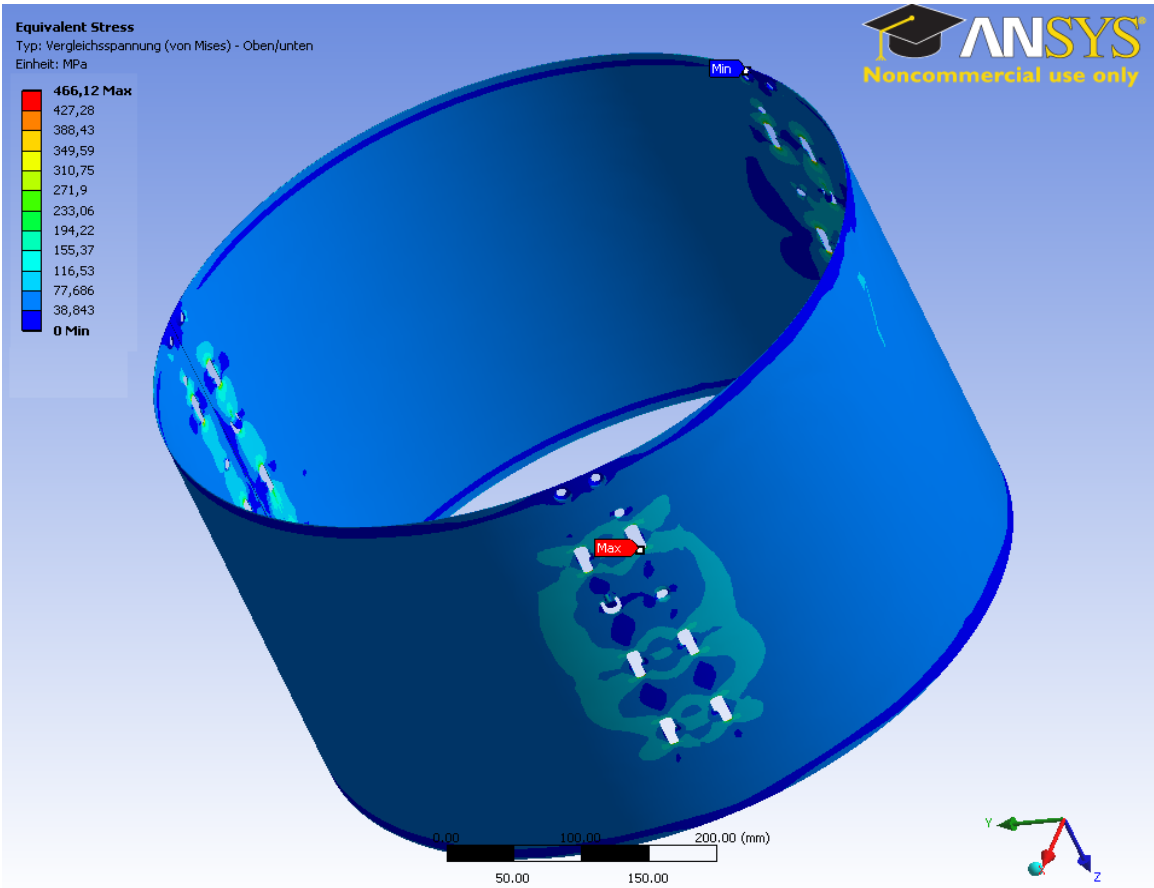 Equivalent Stress
Typ: Vergleichsspannung (von Mises) - Oben/unten
Einheit: MPa
466,12 Max
427,28
388,43
349,59
310,75
271,9
233,06
194,22
155,37
116,53
77,686
38,843
0 Min
ANSYS®
Noncommercial use only
Min
Max
0.00 100.00 200.00 (mm)
50.00 150.00
Y
X
Z